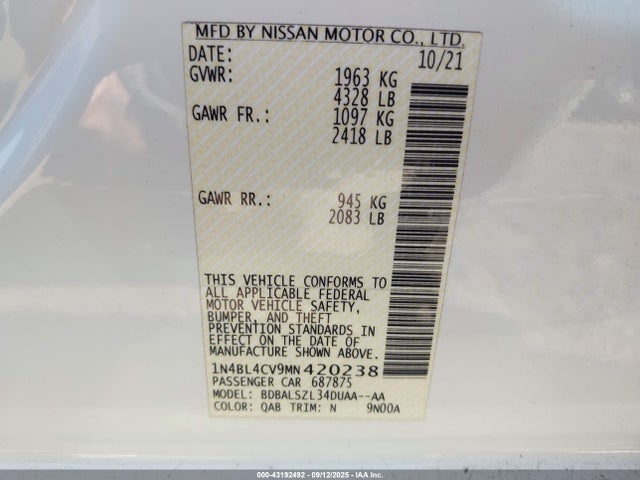 MFD BY NISSAN MOTOR CO., LTD.
DATE: 10/21
GVWR: 1963 KG
4328 LB
GAWR FR.: 1097 KG
2418 LB
GAWR RR.: 945 KG
2083 LB
THIS VEHICLE CONFORMS TO
ALL APPLICABLE FEDERAL
MOTOR VEHICLE SAFETY,
BUMPER, AND THEFT
PREVENTION STANDARDS IN
EFFECT ON THE DATE OF
MANUFACTURE SHOWN ABOVE.
1N4BL4CV9MN420238
PASSENGER CAR 687875
MODEL: BDBALSZL34DUAA--AA
COLOR: QAB TRIM: N 9N00A
000-43192492 - 09/12/2025 - IAA Inc.